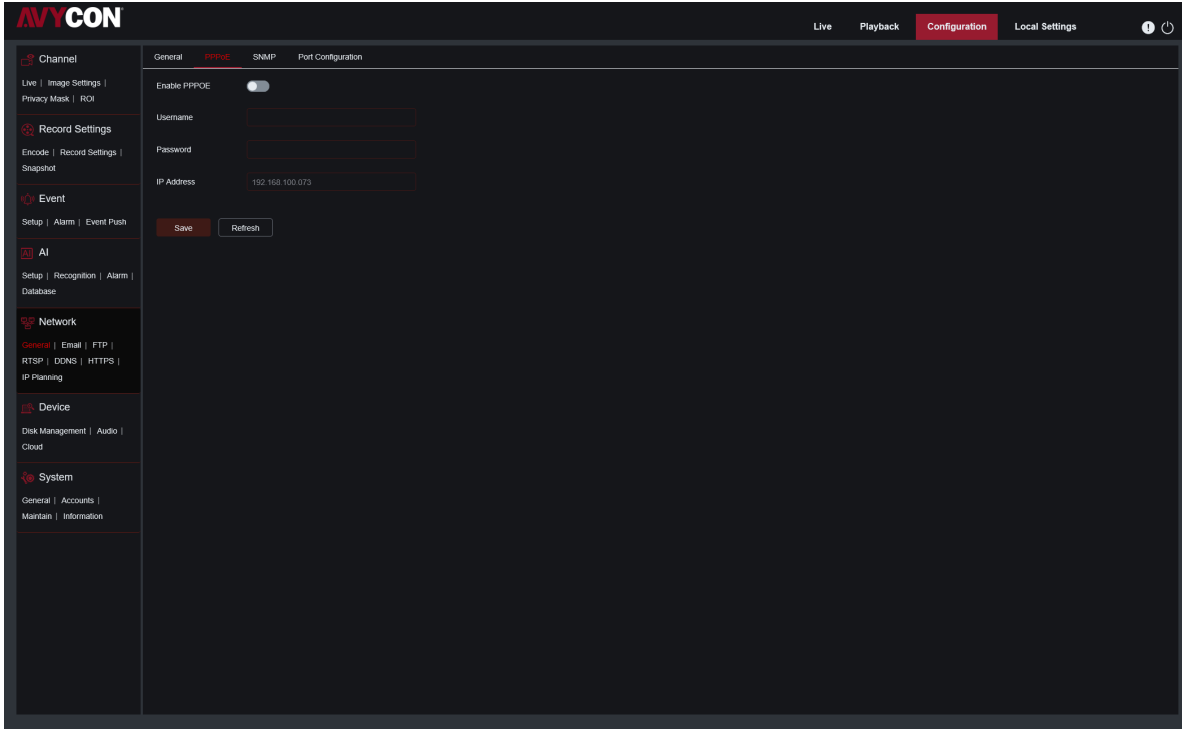 AVYCON
Live Playback Configuration Local Settings
Channel
Live | Image Settings |
Privacy Mask | ROI
Record Settings
Encode | Record Settings |
Snapshot
Event
Setup | Alarm | Event Push
AI AI
Setup | Recognition | Alarm |
Database
Network
General | Email | FTP |
RTSP | DDNS | HTTPS |
IP Planning
Device
Disk Management | Audio |
Cloud
System
General | Accounts |
Maintain | Information
General PPPoE SNMP Port Configuration
Enable PPPOE
Username
Password
IP Address 192.168.100.073
Save Refresh